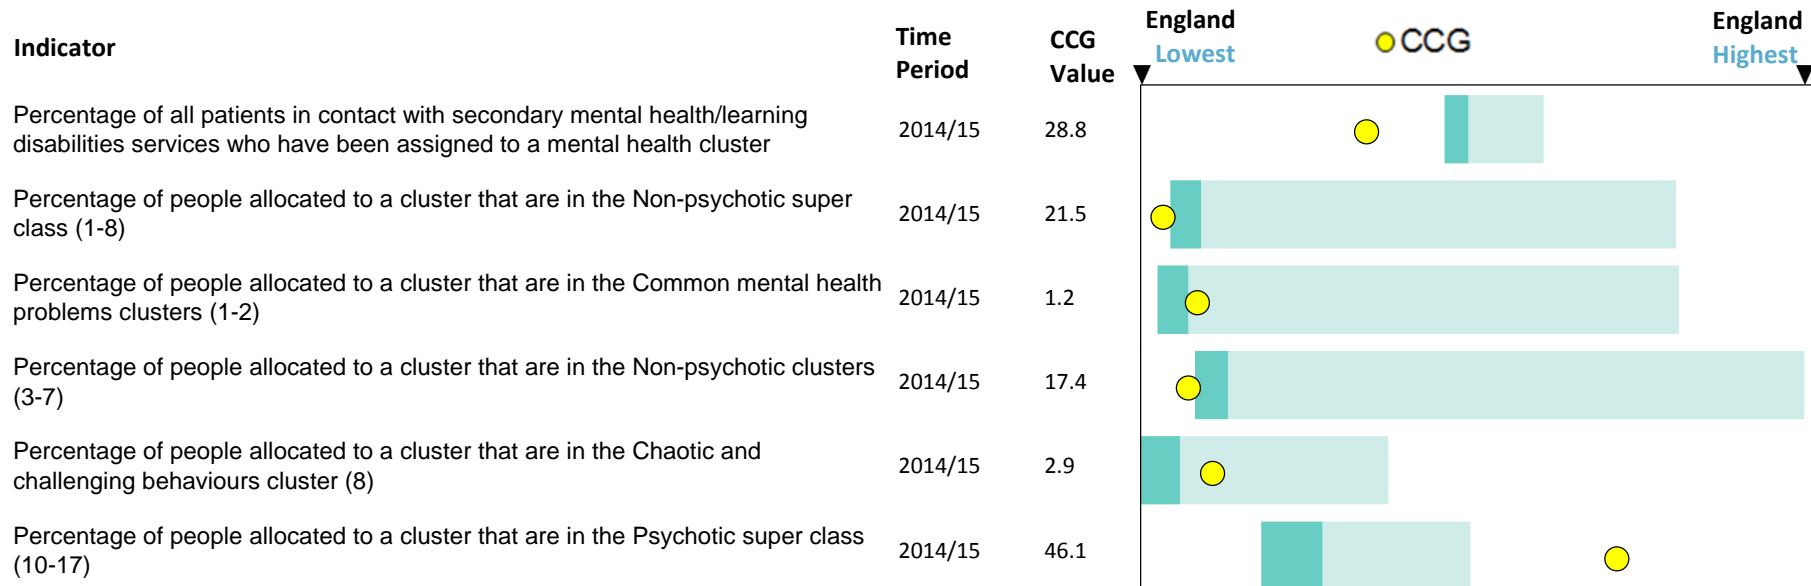 Indicator
Time
Period
CCG
Value
England
Lowest
CCG
England
Highest
Percentage of all patients in contact with secondary mental health/learning
disabilities services who have been assigned to a mental health cluster
2014/15
28.8
Percentage of people allocated to a cluster that are in the Non-psychotic super
class (1-8)
2014/15
21.5
Percentage of people allocated to a cluster that are in the Common mental health
problems clusters (1-2)
2014/15
1.2
Percentage of people allocated to a cluster that are in the Non-psychotic clusters
(3-7)
2014/15
17.4
Percentage of people allocated to a cluster that are in the Chaotic and
challenging behaviours cluster (8)
2014/15
2.9
Percentage of people allocated to a cluster that are in the Psychotic super class
(10-17)
2014/15
46.1